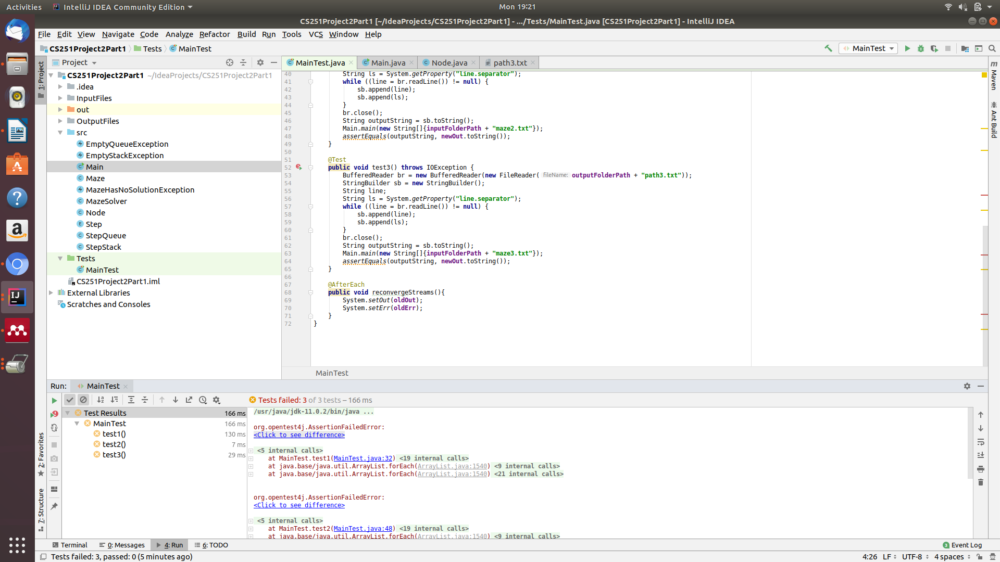 Activities
IntelliJ IDEA Community Edition
Mon 19:21
CS251Project2Part1 [~/IdeaProjects/CS251Project2Part1] - .../Tests/MainTest.java [CS251Project2Part1] - IntelliJ IDEA
File Edit View Navigate Code Analyze Refactor Build Run Tools VCS Window Help
CS251Project2Part1 Tests MainTest
MainTest
1: Project
Project
MainTest.java Main.java Node.java path3.txt
CS251Project2Part1 ~/IdeaProjects/CS251Project2Part1
.idea
InputFiles
out
OutputFiles
src
EmptyQueueException
EmptyStackException
Main
Maze
MazeHasNoSolutionException
MazeSolver
Node
Step
StepQueue
StepStack
Tests
MainTest
CS251Project2Part1.iml
External Libraries
Scratches and Consoles
40 String ls = System.getProperty("line.separator");
41 while ((line = br.readLine()) != null) {
42 sb.append(line);
43 sb.append(ls);
44 }
45 br.close();
46 String outputString = sb.toString();
47 Main.main(new String[]{inputFolderPath + "maze2.txt"});
48 assertEquals(outputString, newOut.toString());
49 }
50
51 @Test
52 public void test3() throws IOException {
53 BufferedReader br = new BufferedReader(new FileReader( fileName: outputFolderPath + "path3.txt"));
54 StringBuilder sb = new StringBuilder();
55 String line;
56 String ls = System.getProperty("line.separator");
57 while ((line = br.readLine()) != null) {
58 sb.append(line);
59 sb.append(ls);
60 }
61 br.close();
62 String outputString = sb.toString();
63 Main.main(new String[]{inputFolderPath + "maze3.txt"});
64 assertEquals(outputString, newOut.toString());
65 }
66
67 @AfterEach
68 public void reconvergeStreams(){
69 System.setOut(oldOut);
70 System.setErr(oldErr);
71 }
72 }
MainTest
m Maven
Ant Build
Run: MainTest
Tests failed: 3 of 3 tests – 166 ms
Test Results 166 ms
MainTest 166 ms
test1() 130 ms
test2() 7 ms
test3() 29 ms
/usr/java/jdk-11.0.2/bin/java ...
org.opentest4j.AssertionFailedError:
<Click to see difference>
<5 internal calls>
at MainTest.test1(MainTest.java:32) <19 internal calls>
at java.base/java.util.ArrayList.forEach(ArrayList.java:1540) <9 internal calls>
at java.base/java.util.ArrayList.forEach(ArrayList.java:1540) <21 internal calls>
org.opentest4j.AssertionFailedError:
<Click to see difference>
<5 internal calls>
at MainTest.test2(MainTest.java:48) <19 internal calls>
at java.base/java.util.ArrayList.forEach(ArrayList.java:1540) <9 internal calls>
2: Favorites
7: Structure
Terminal 0: Messages 4: Run 6: TODO
3 Event Log
Tests failed: 3, passed: 0 (5 minutes ago)
4:26 LF UTF-8 4 spaces